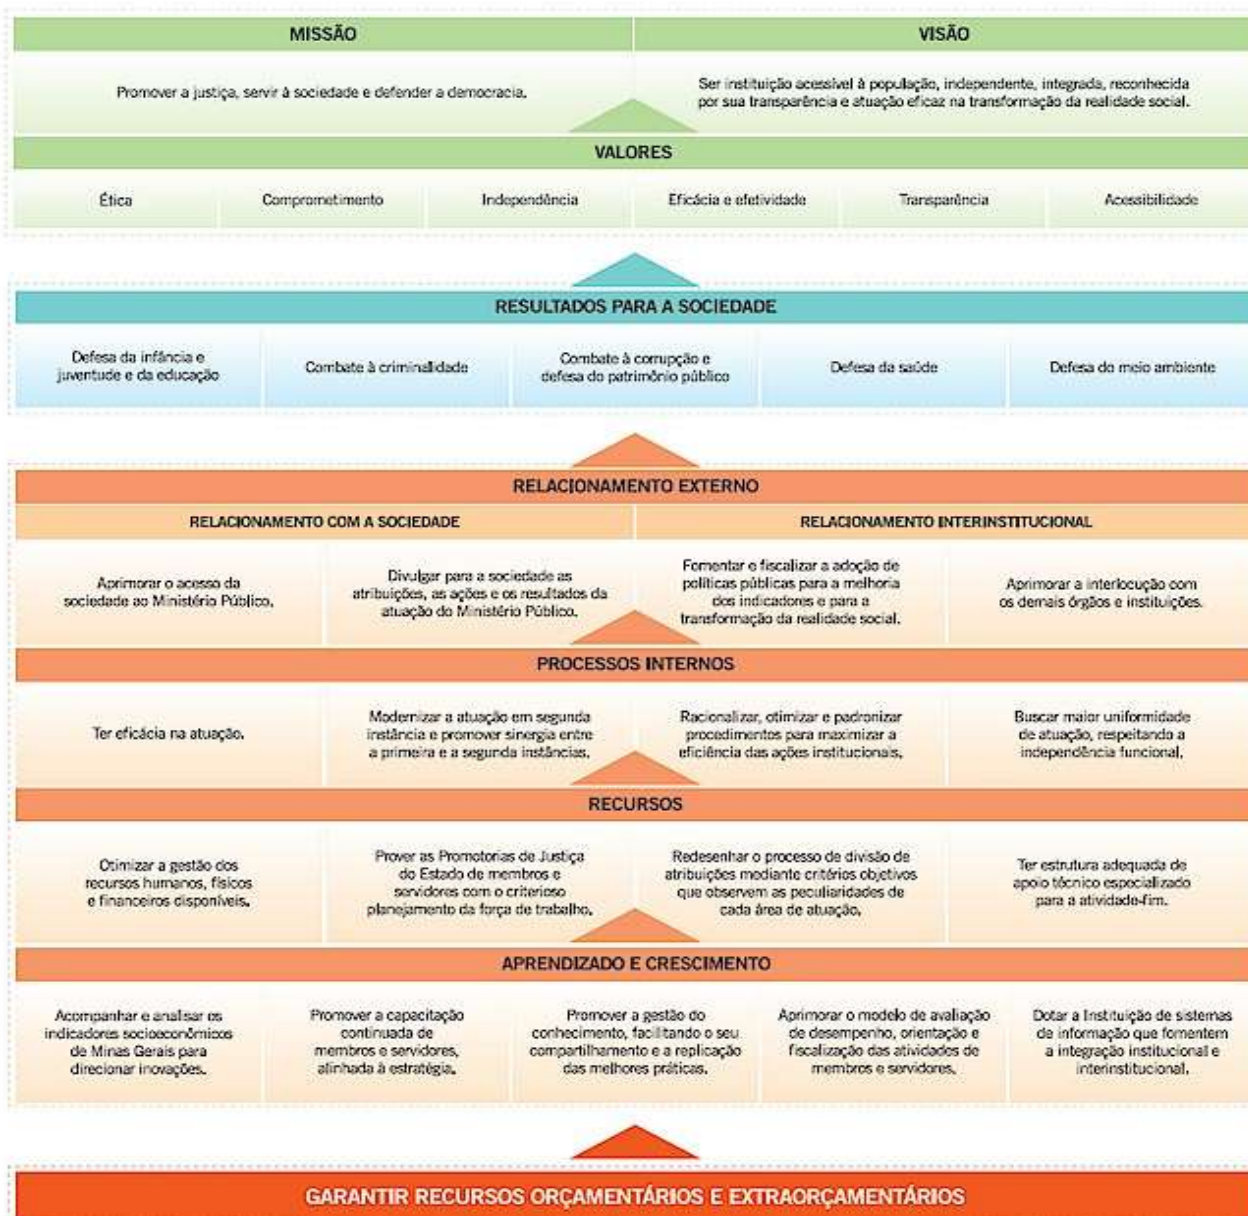 MISSÃO
VISÃO
Promover a justiça, servir à sociedade e defender a democracia.
Ser instituição acessível à população, independente, integrada, reconhecida
por sua transparência e atuação eficaz na transformação da realidade social.
VALORES
Ética
Comprometimento
Independência
Eficácia e efetividade
Transparência
Acessibilidade
RESULTADOS PARA A SOCIEDADE
Defesa da infância e
juventude e da educação
Combate à criminalidade
Combate à corrupção e
defesa do patrimônio público
Defesa da saúde
Defesa do meio ambiente
RELACIONAMENTO EXTERNO
RELACIONAMENTO COM A SOCIEDADE
RELACIONAMENTO INTERINSTITUCIONAL
Aprimorar o acesso da
sociedade ao Ministério Público.
Divulgar para a sociedade as
atribuições, as ações e os resultados da
atuação do Ministério Público.
Fomentar e fiscalizar a adoção de
políticas públicas para a melhoria
dos indicadores e para a
transformação da realidade social.
Aprimorar a interlocução com
os demais órgãos e instituições.
PROCESSOS INTERNOS
Ter eficácia na atuação.
Modernizar a atuação em segunda
instância e promover sinergia entre
a primeira e a segunda instâncias.
Racionalizar, otimizar e padronizar
procedimentos para maximizar a
eficiência das ações institucionais.
Buscar maior uniformidade
de atuação, respeitando a
independência funcional.
RECURSOS
Otimizar a gestão dos
recursos humanos, físicos
e financeiros disponíveis.
Prover as Promotorias de Justiça
do Estado de membros e
servidores com o criterioso
planejamento da força de trabalho.
Redesenhar o processo de divisão de
atribuições mediante critérios objetivos
que observem as peculiaridades de
cada área de atuação.
Ter estrutura adequada de
apoio técnico especializado
para a atividade-fim.
APRENDIZADO E CRESCIMENTO
Acompanhar e analisar os
indicadores socioeconômicos
de Minas Gerais para
direcionar inovações.
Promover a capacitação
continuada de
membros e servidores,
alinhada à estratégia.
Promover a gestão do
conhecimento, facilitando o seu
compartilhamento e a replicação
das melhores práticas.
Aprimorar o modelo de avaliação
de desempenho, orientação e
fiscalização das atividades de
membros e servidores.
Dotar a Instituição de sistemas
de informação que fomentem
a integração institucional e
interinstitucional.
GARANTIR RECURSOS ORÇAMENTÁRIOS E EXTRAORÇAMENTÁRIOS